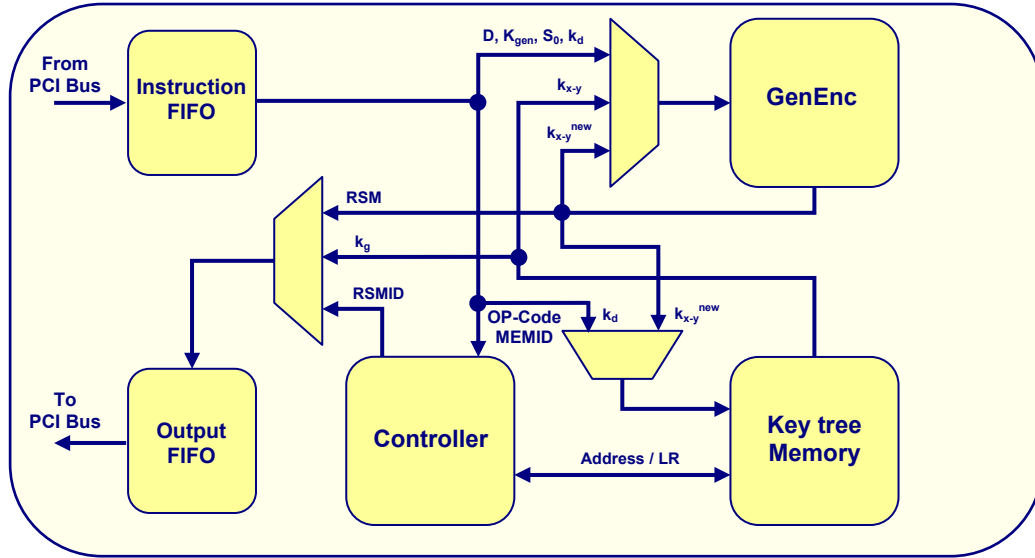 D, Kgen, S0, kd
From
PCI Bus
Instruction
FIFO
kx-y
GenEnc
kx-ynew
RSM
kg
RSMID
OP-Code
MEMID
kd
kx-ynew
To
PCI Bus
Output
FIFO
Controller
Key tree
Memory
Address / LR